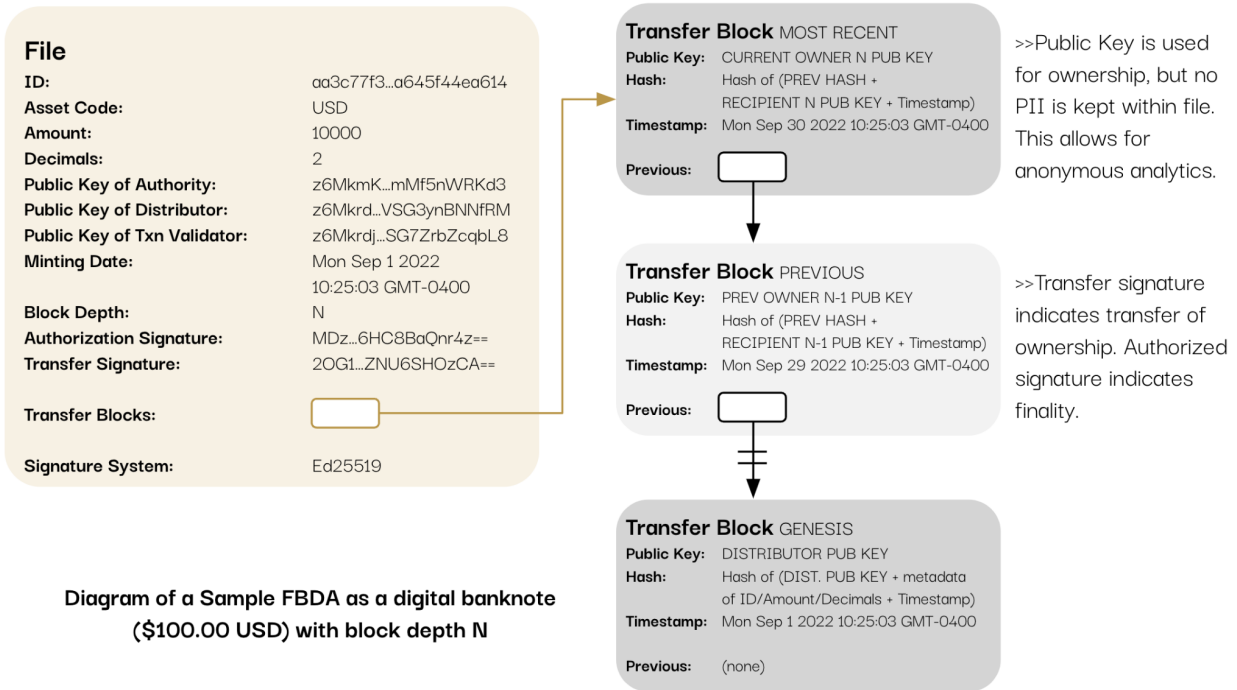 File
ID: aa3c77f3...a645f44ea614
Asset Code: USD
Amount: 10000
Decimals: 2
Public Key of Authority: z6MkmK...mMf5nWRKd3
Public Key of Distributor: z6Mkrd...VSG3ynBNNfRM
Public Key of Txn Validator: z6Mkrdj...SG7ZrbZcqbL8
Minting Date: Mon Sep 1 2022
10:25:03 GMT-0400
Block Depth: N
Authorization Signature: MDz...6HC8BaQnr4z==
Transfer Signature: 2OG1...ZNU6SHOzCA==
Transfer Blocks:
Signature System: Ed25519
Diagram of a Sample FBDA as a digital banknote
($100.00 USD) with block depth N
Transfer Block MOST RECENT
Public Key: CURRENT OWNER N PUB KEY
Hash: Hash of (PREV HASH +
RECIPIENT N PUB KEY + Timestamp)
Timestamp: Mon Sep 30 2022 10:25:03 GMT-0400
Previous:
Transfer Block PREVIOUS
Public Key: PREV OWNER N-1 PUB KEY
Hash: Hash of (PREV HASH +
RECIPIENT N-1 PUB KEY + Timestamp)
Timestamp: Mon Sep 29 2022 10:25:03 GMT-0400
Previous:
Transfer Block GENESIS
Public Key: DISTRIBUTOR PUB KEY
Hash: Hash of (DIST. PUB KEY + metadata
of ID/Amount/Decimals + Timestamp)
Timestamp: Mon Sep 1 2022 10:25:03 GMT-0400
Previous: (none)
>>Public Key is used
for ownership, but no
PII is kept within file.
This allows for
anonymous analytics.
>>Transfer signature
indicates transfer of
ownership. Authorized
signature indicates
finality.